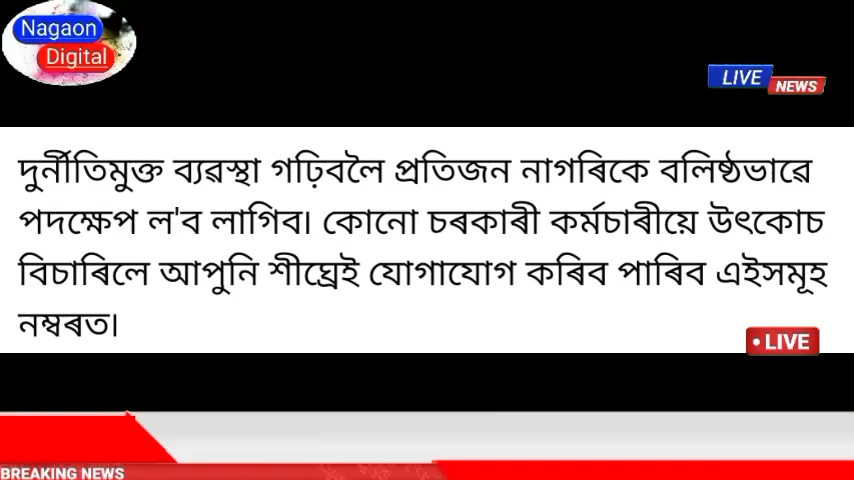 Nagaon
Digital
LIVE
NEWS
দুৰ্নীতিমুক্ত ব্যৱস্থা গঢ়িবলৈ প্ৰতিজন নাগৰিকে বলিষ্ঠভাৱে
পদক্ষেপ ল'ব লাগিব। কোনো চৰকাৰী কৰ্মচাৰীয়ে উৎকোচ
বিচাৰিলে আপুনি শীঘ্ৰেই যোগাযোগ কৰিব পাৰিব এইসমূহ
নম্বৰত।
• LIVE
BREAKING NEWS